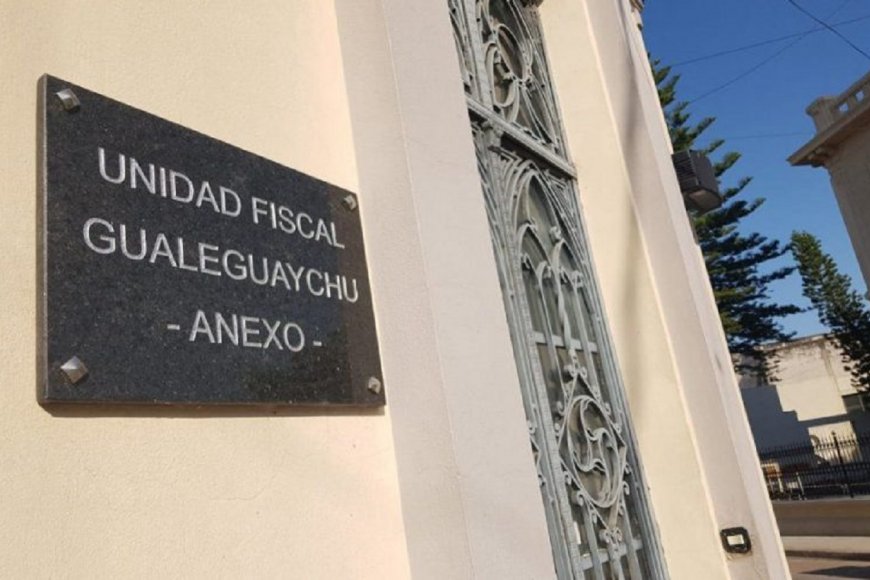 UNIDAD FISCAL
GUALEGUAYCHU
- ANEXO -